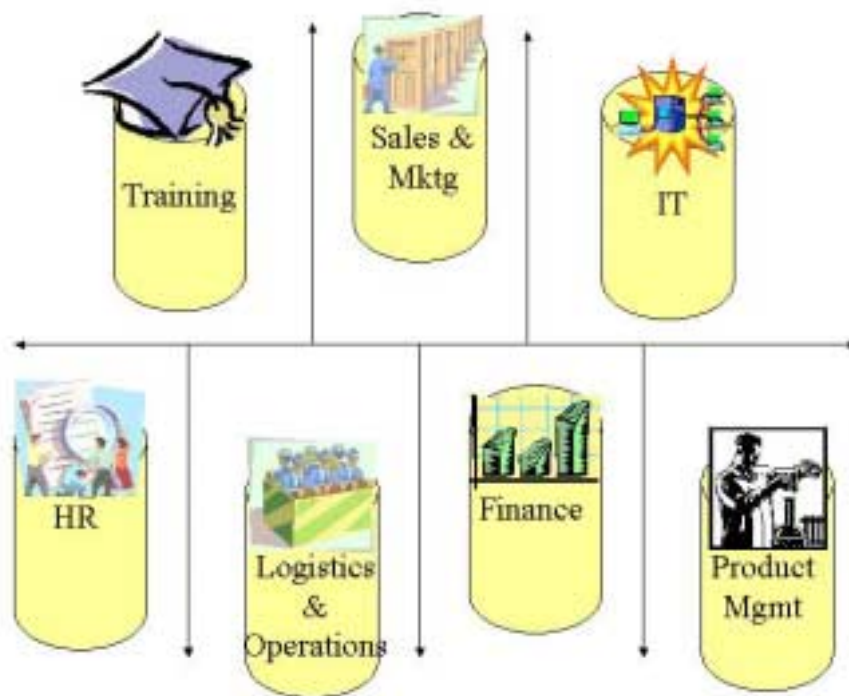 Training
Sales &
Mktg
IT
HR
Logistics
&
Operations
Finance
Product
Mgmt